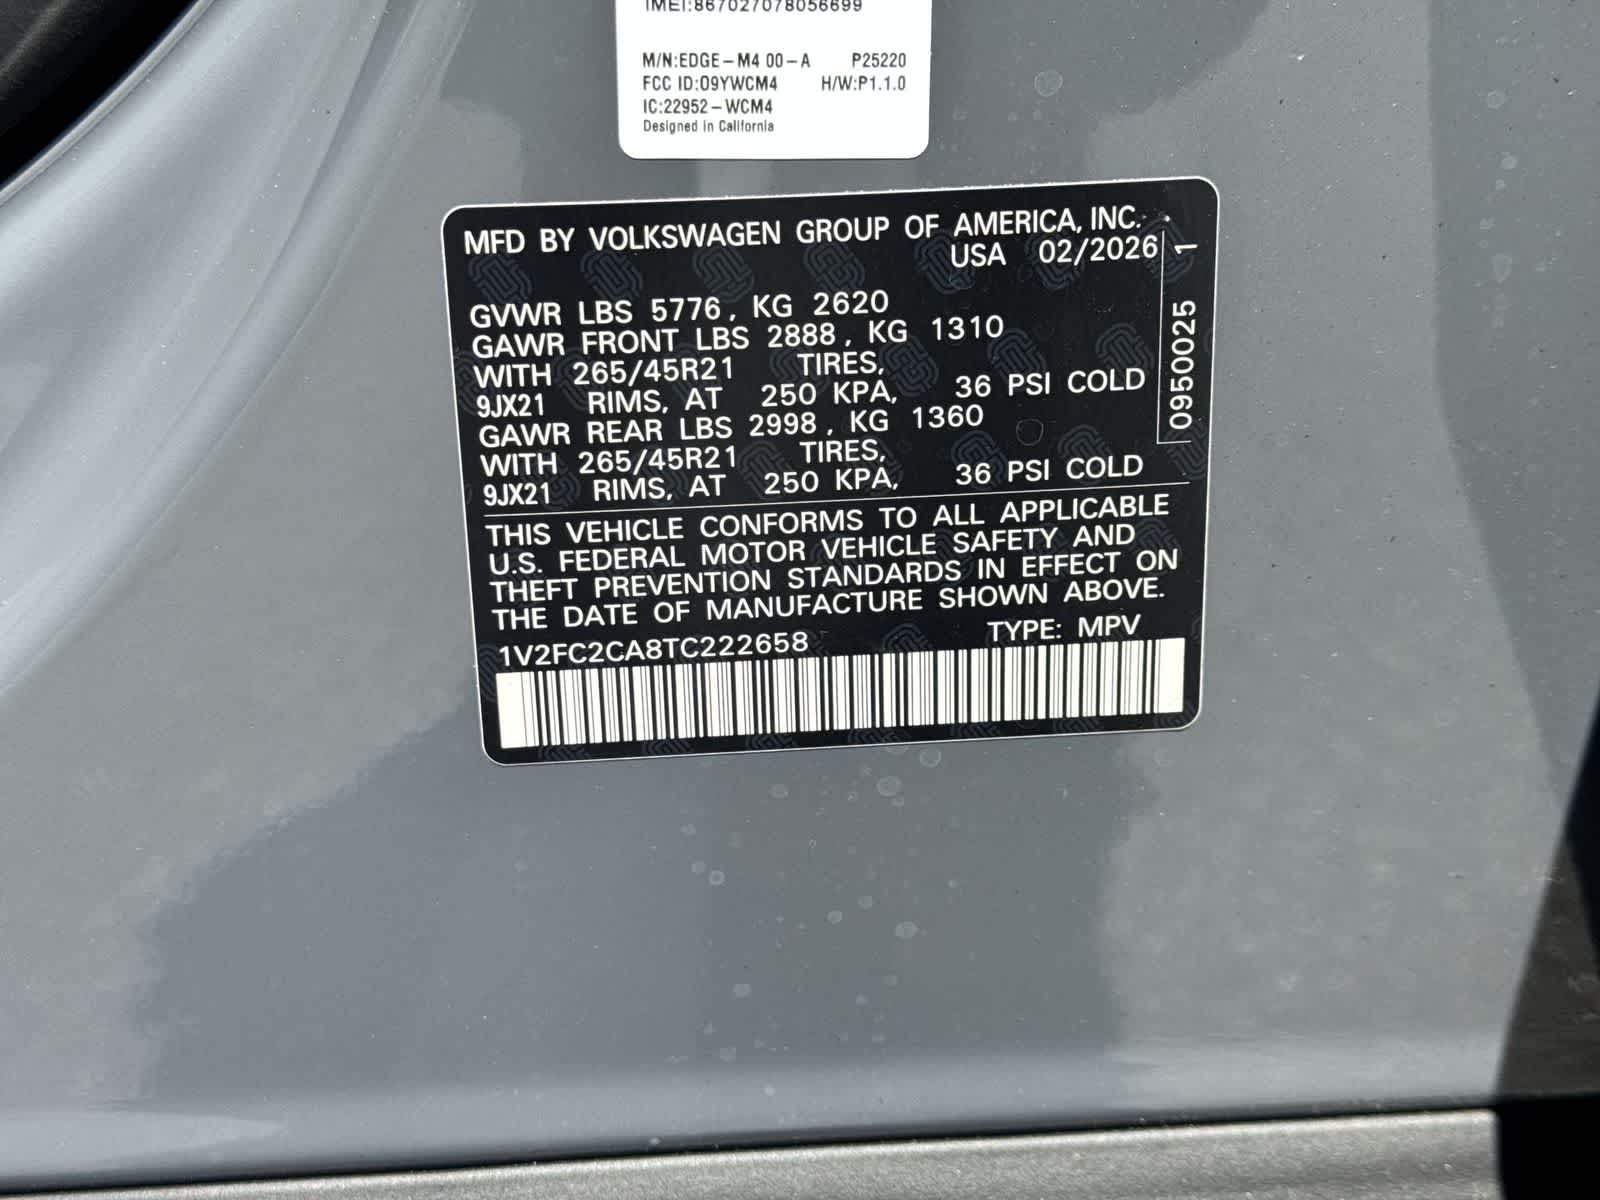 IMEI:867027078056699
M/N:EDGE-M4 00-A P25220
FCC ID:O9YWCM4 H/W:P1.1.0
IC:22952-WCM4
Designed in California
MFD BY VOLKSWAGEN GROUP OF AMERICA, INC.
USA 02/2026
GVWR LBS 5776, KG 2620
GAWR FRONT LBS 2888, KG 1310
WITH 265/45R21 TIRES,
9JX21 RIMS, AT 250 KPA, 36 PSI COLD
GAWR REAR LBS 2998, KG 1360
WITH 265/45R21 TIRES,
9JX21 RIMS, AT 250 KPA, 36 PSI COLD
0950025 1
THIS VEHICLE CONFORMS TO ALL APPLICABLE
U.S. FEDERAL MOTOR VEHICLE SAFETY AND
THEFT PREVENTION STANDARDS IN EFFECT ON
THE DATE OF MANUFACTURE SHOWN ABOVE.
1V2FC2CA8TC222658 TYPE: MPV